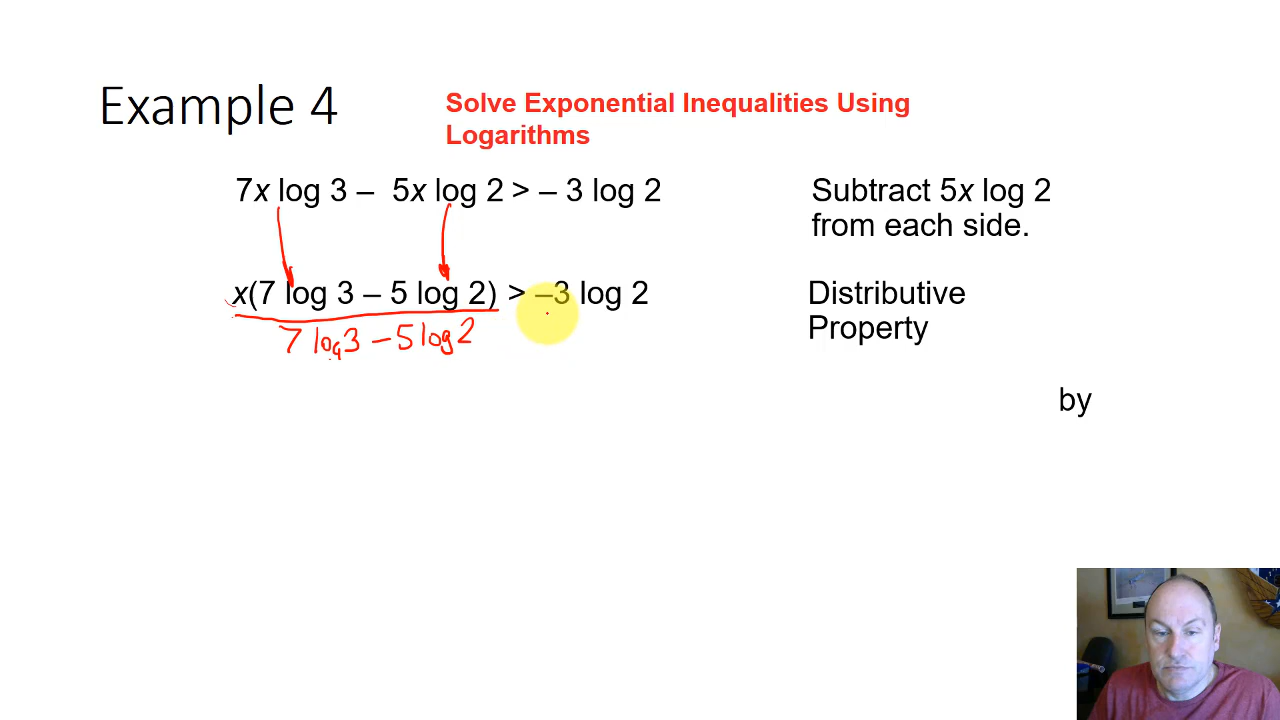 Example 4
Solve Exponential Inequalities Using
Logarithms
7x log 3 – 5x log 2 > – 3 log 2
Subtract 5x log 2
from each side.
x(7 log 3 – 5 log 2) > –3 log 2
Distributive
Property
7 log 3 – 5 log 2
by